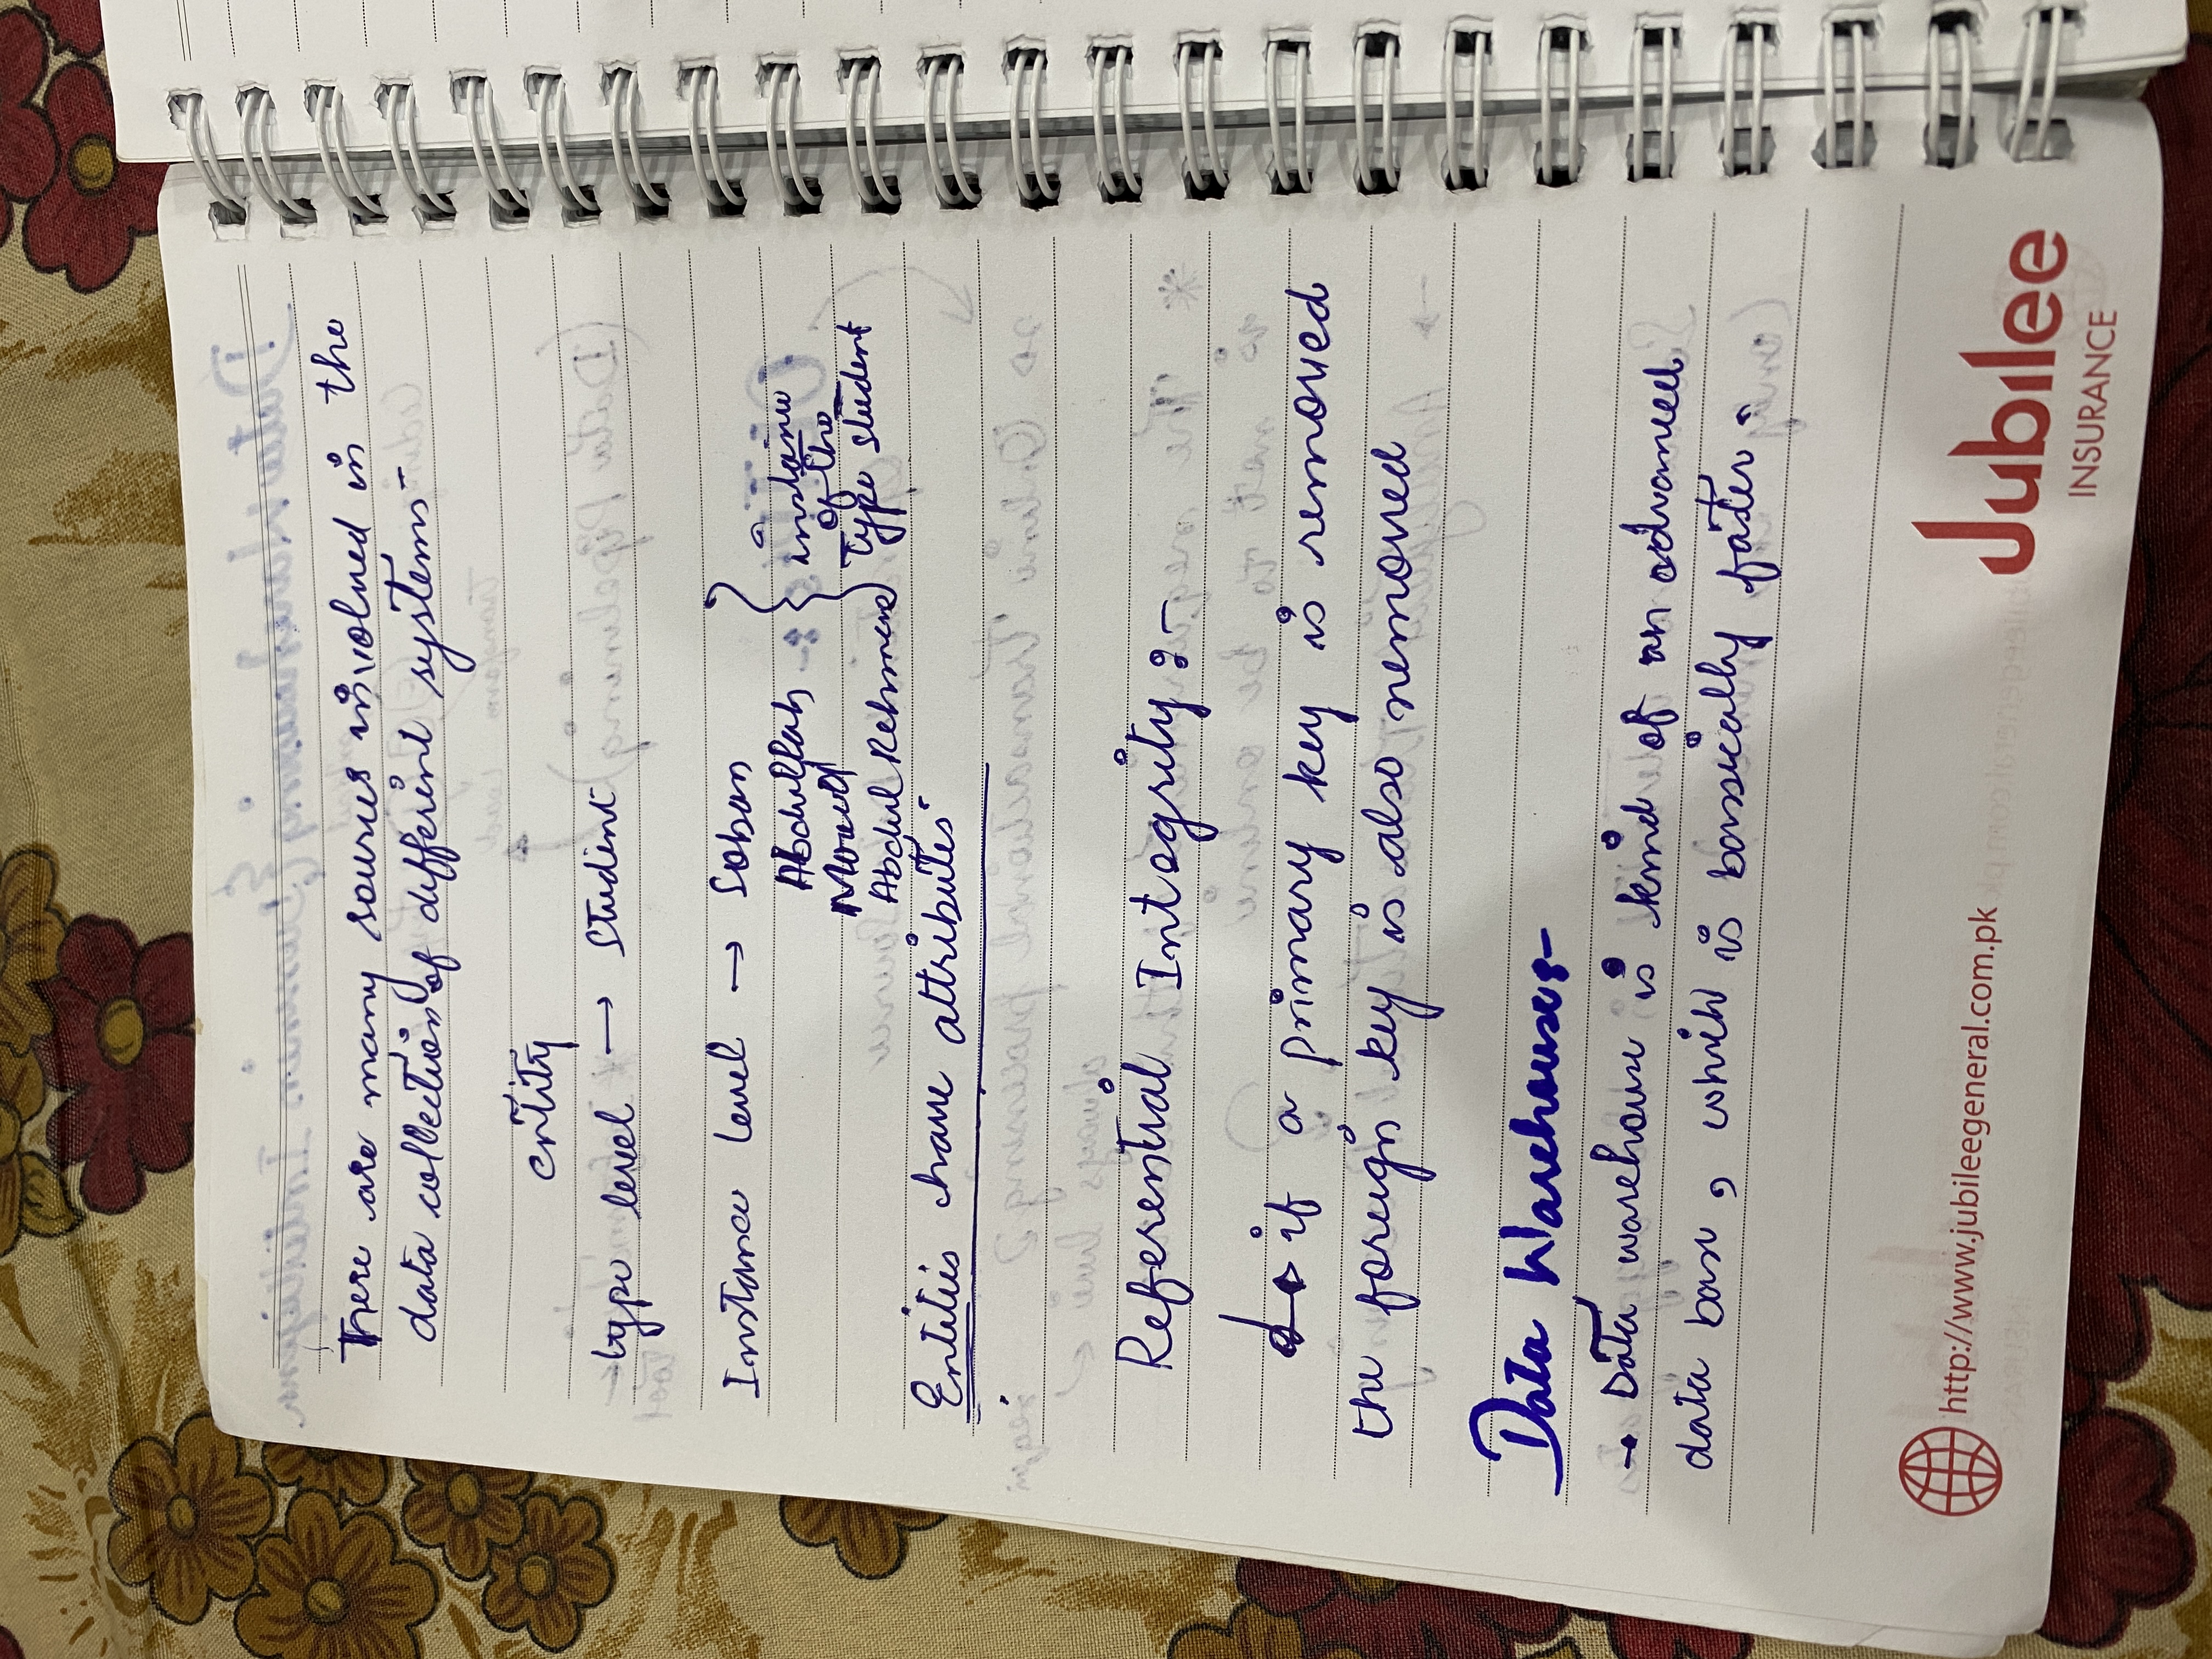 There are many sources involved in the
data collection of different systems
entity
type level → Student
Instance level → Soban
Abdullah
Abdul Rehman
instance
of the
type student
Entities have attributes
Referential Integrity :-
if a primary key is removed
the foreign key is also removed
Data Warehouse:-
→ Data warehouse is kind of an advanced
data base, which is bassically faster.
http://www.jubileegeneral.com.pk
Jubilee
INSURANCE